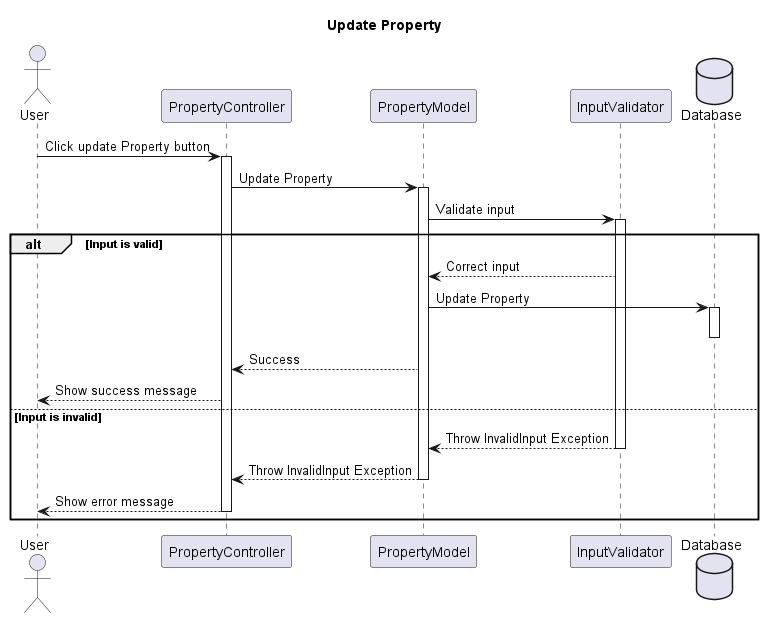 Update Property
User
PropertyController
PropertyModel
InputValidator
Database
Click update Property button
Update Property
Validate input
alt
[Input is valid]
Correct input
Update Property
Success
Show success message
[Input is invalid]
Throw InvalidInput Exception
Throw InvalidInput Exception
Show error message
User
PropertyController
PropertyModel
InputValidator
Database